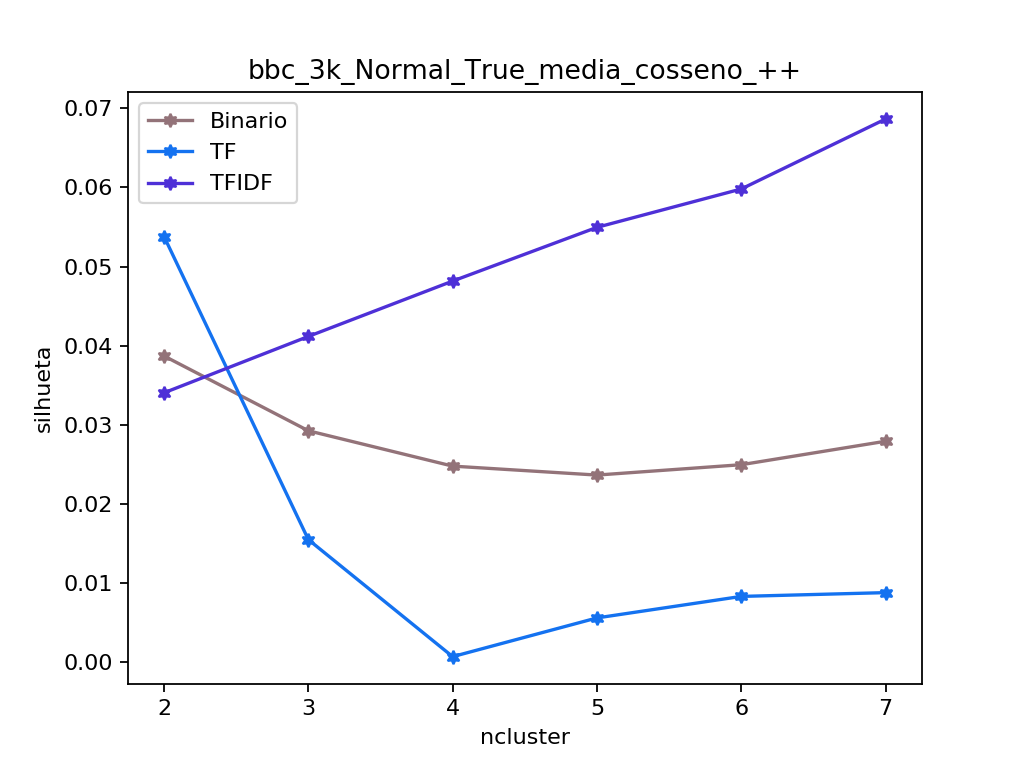 bbc_3k_Normal_True_media_cosseno_++
Binario
TF
TFIDF
0.07
0.06
0.05
0.04
0.03
0.02
0.01
0.00
silhueta
2 3 4 5 6 7
ncluster